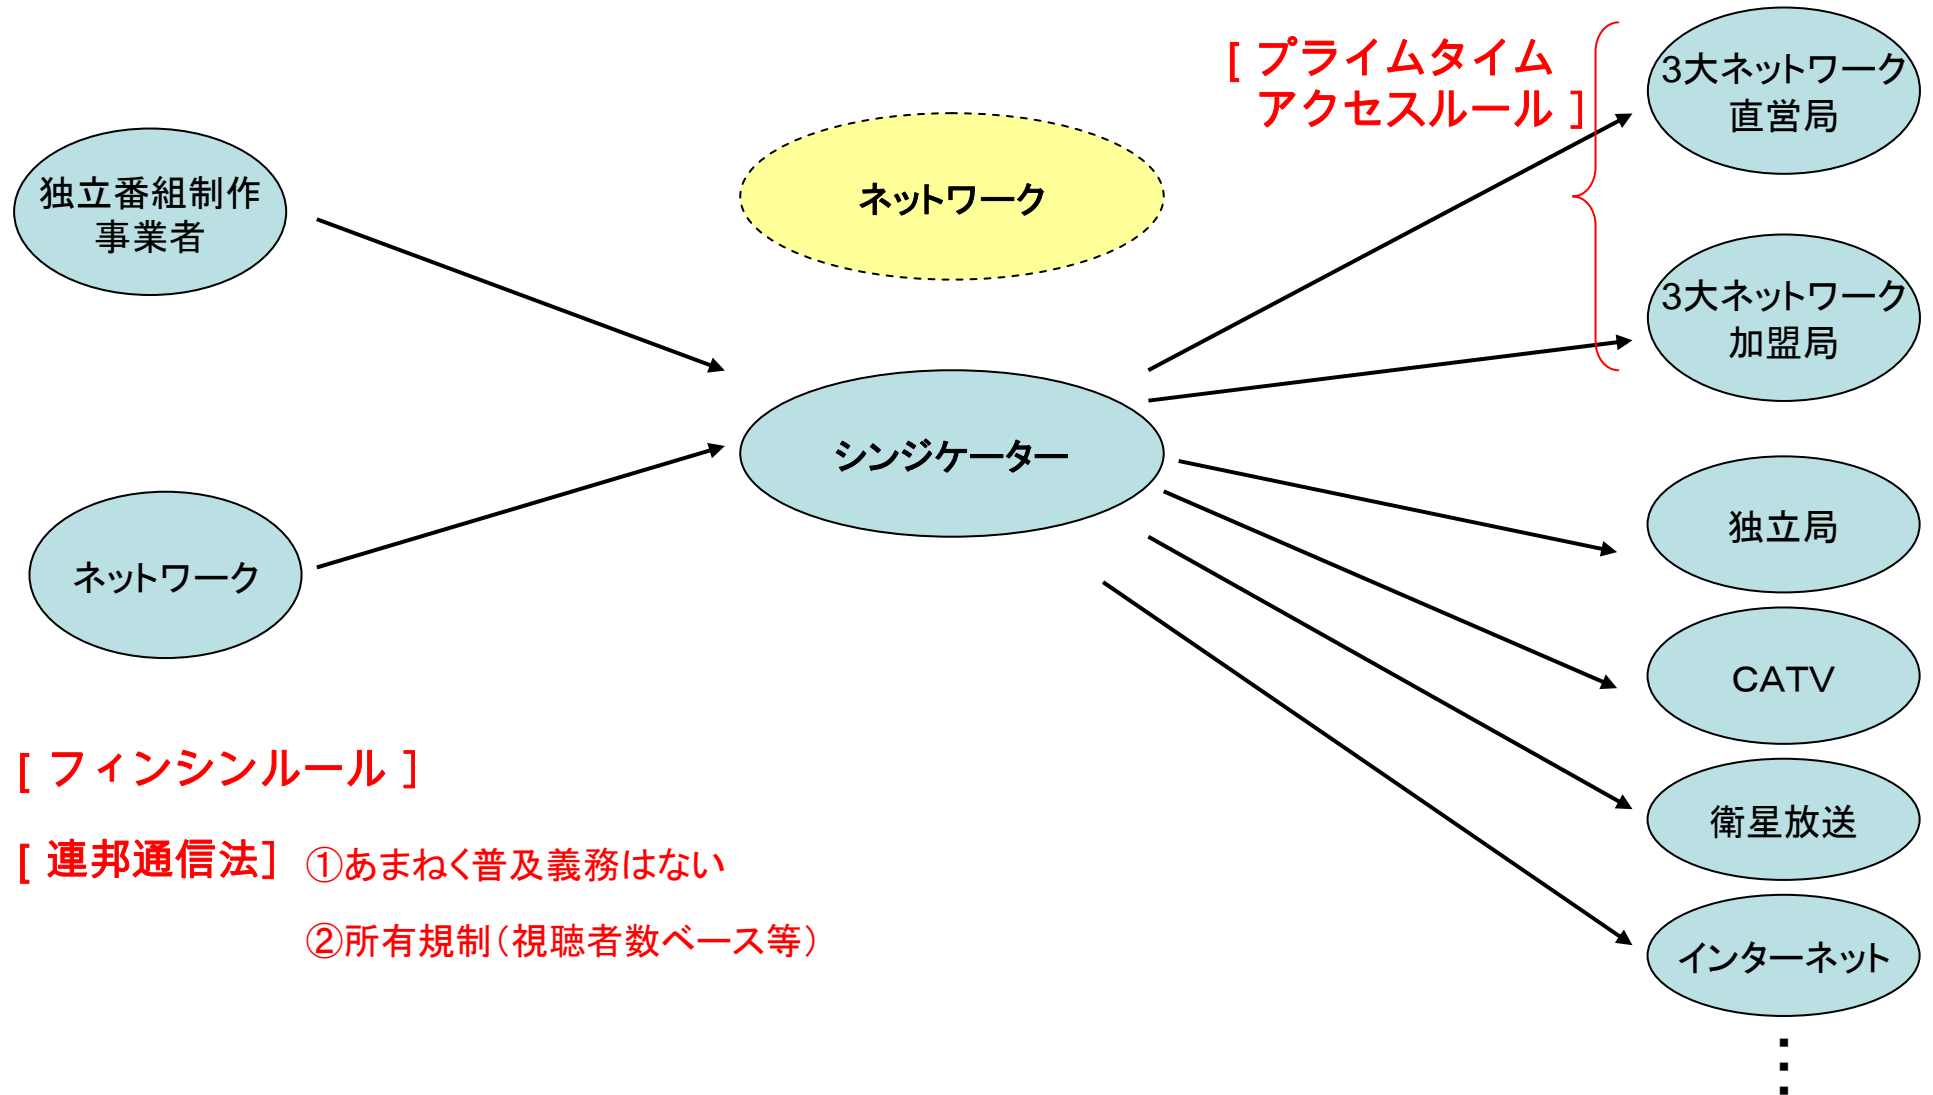 独立番組制作
事業者
ネットワーク
ネットワーク
シンジケーター
[ プライムタイム
アクセスルール ]
3大ネットワーク
直営局
3大ネットワーク
加盟局
独立局
CATV
衛星放送
インターネット
[ フィンシンルール ]
[ 連邦通信法]
①あまねく普及義務はない
②所有規制（視聴者数ベース等）